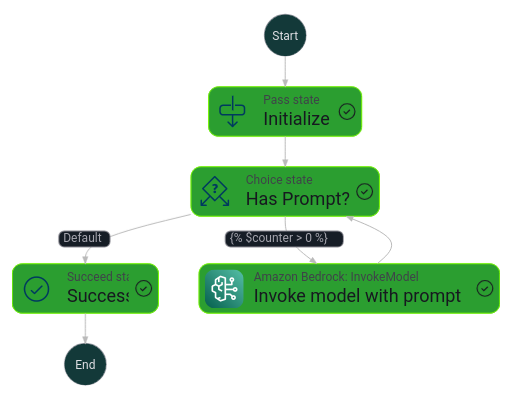 Start
Pass state
Initialize
Choice state
Has Prompt?
Default
{% $counter > 0 %}
Succeed sta
Success
Amazon Bedrock: InvokeModel
Invoke model with prompt
End